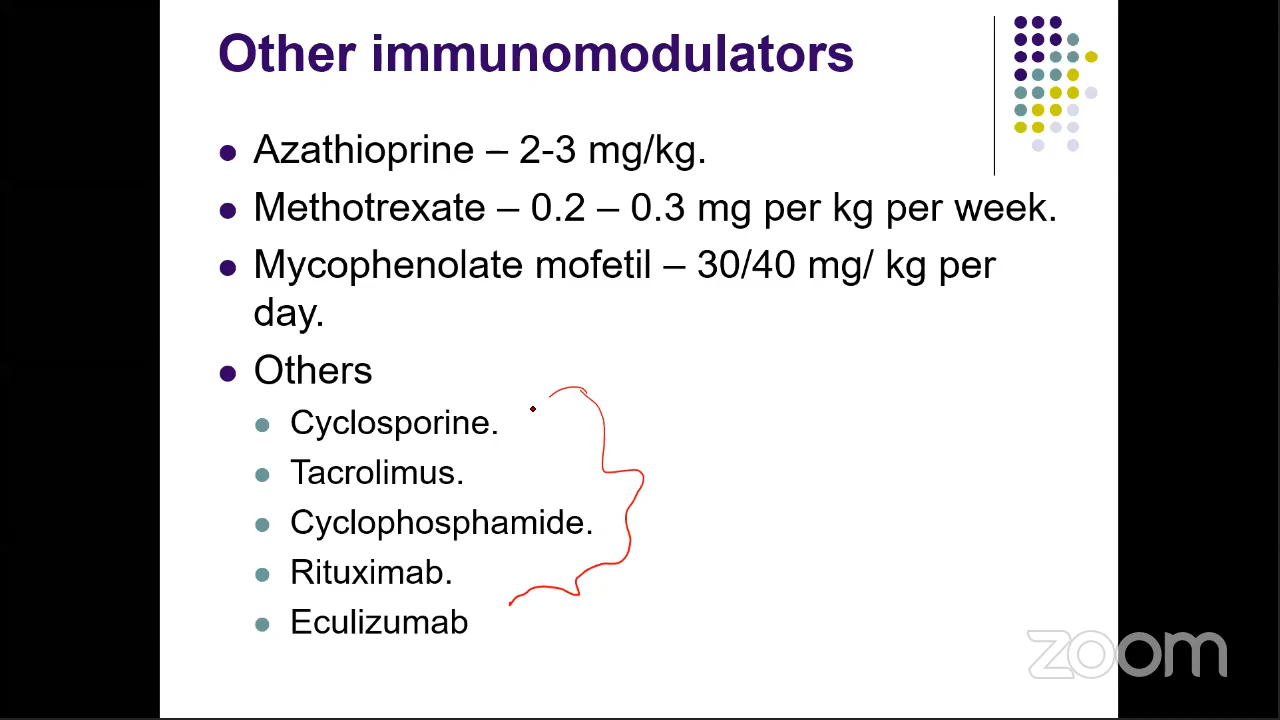 Other immunomodulators
Azathioprine – 2-3 mg/kg.
Methotrexate – 0.2 – 0.3 mg per kg per week.
Mycophenolate mofetil – 30/40 mg/ kg per
day.
Others
Cyclosporine.
Tacrolimus.
Cyclophosphamide.
Rituximab.
Eculizumab
zoom